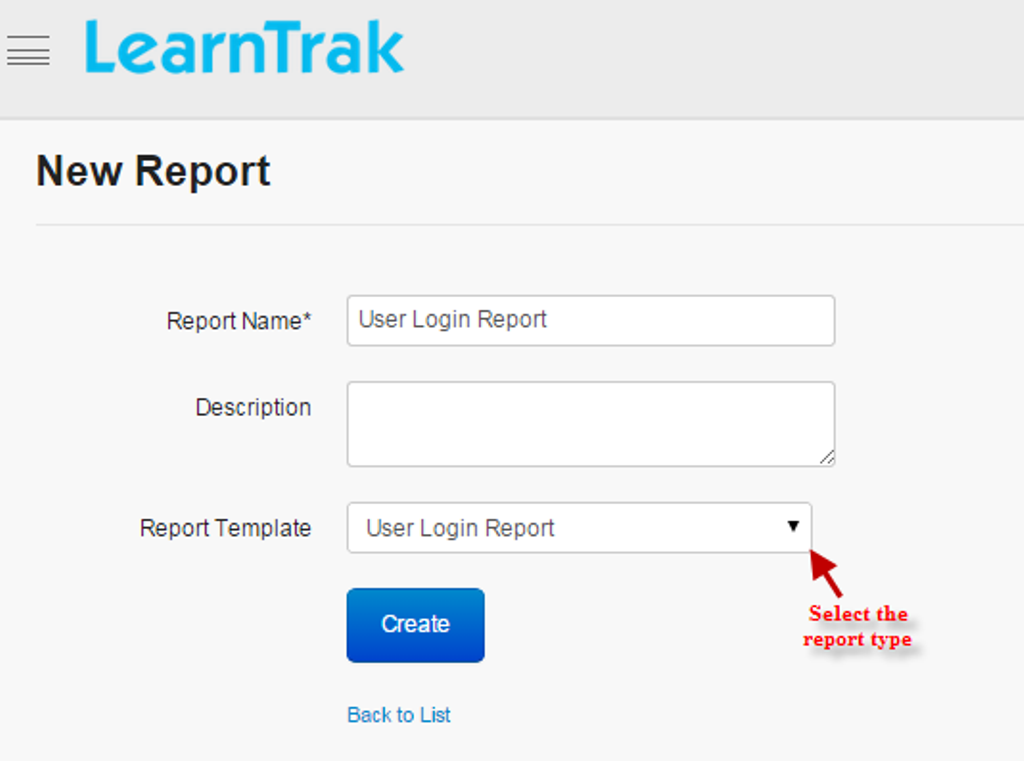 LearnTrak
New Report
Report Name*
User Login Report
Description
Report Template
User Login Report
Select the
report type
Create
Back to List